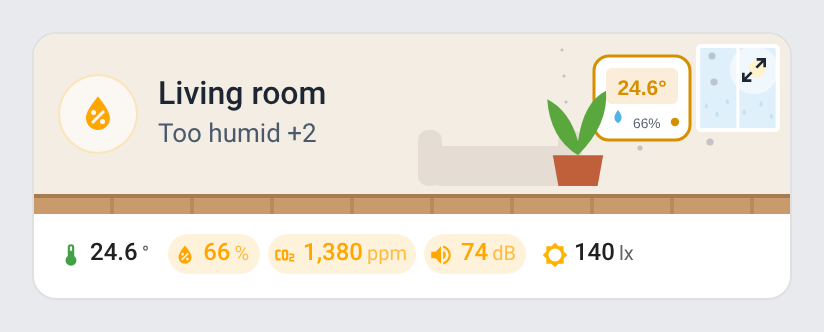 Living room
Too humid +2
24.6°
66%
24.6 °
66 %
CO2 1,380 ppm
74 dB
140 lx